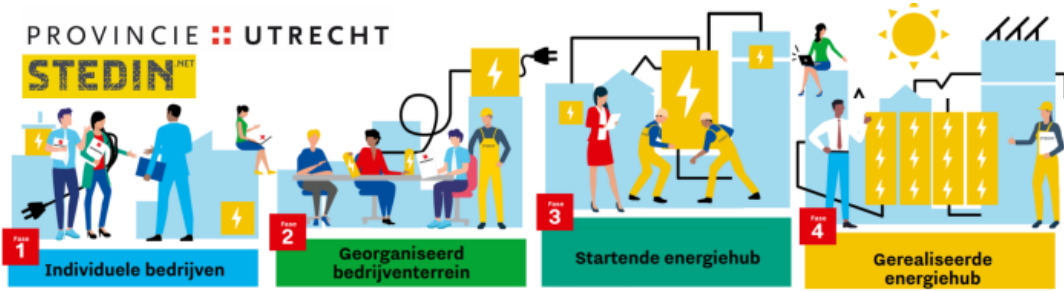 PROVINCIE UTRECHT
STEDIN.NET
Fase
1
Individuele bedrijven
Fase
2
Georganiseerd
bedrijventerrein
Fase
3
Startende energiehub
Fase
4
Gerealiseerde
energiehub